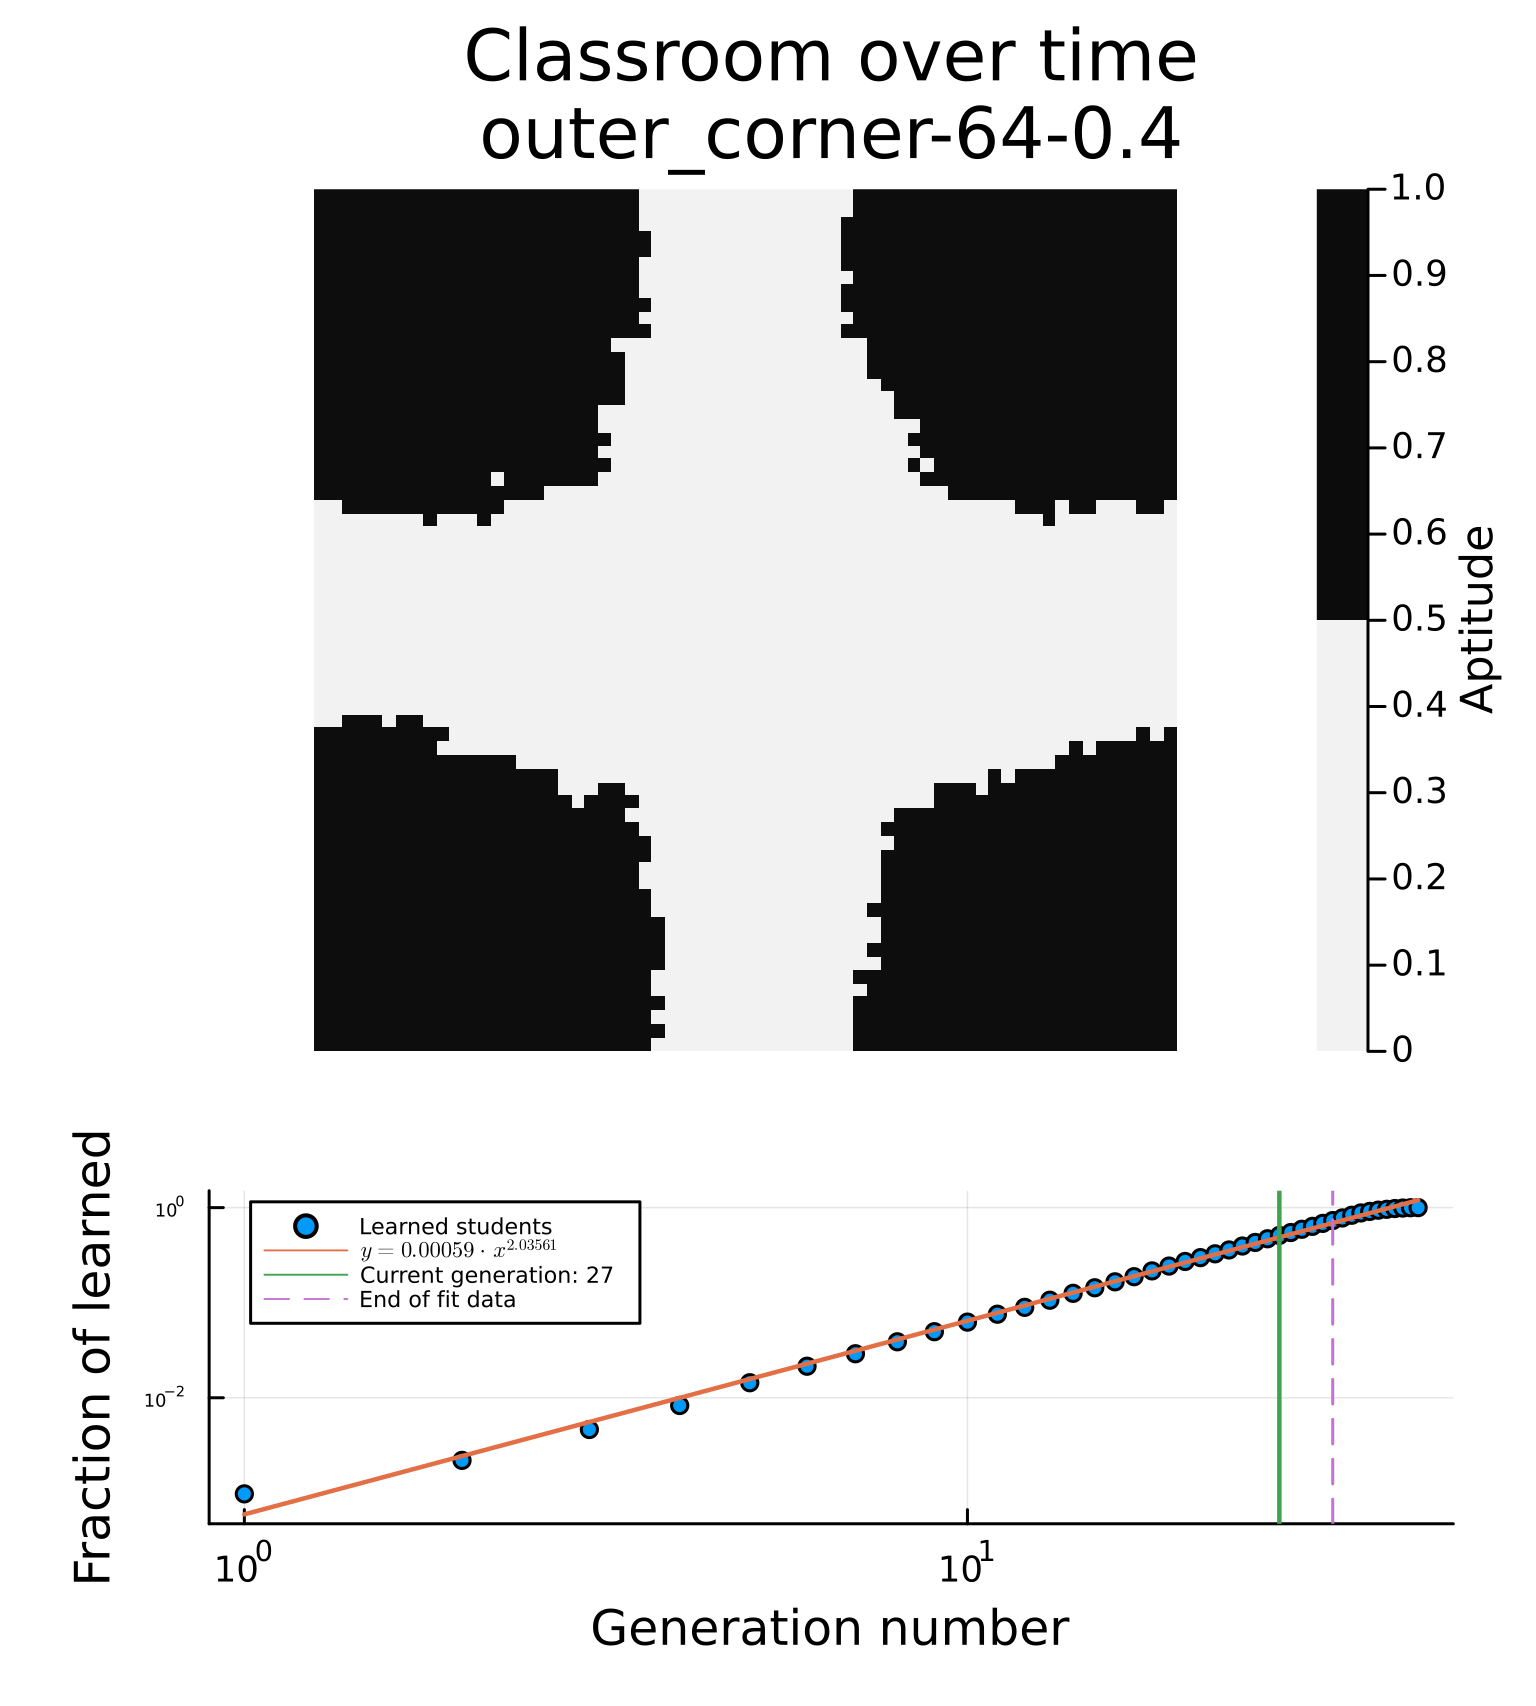 Classroom over time
outer_corner-64-0.4
1.0
0.9
0.8
0.7
0.6
0.5
0.4
0.3
0.2
0.1
0
Aptitude
Fraction of learned
10^0
10^-2
Learned students
y = 0.00059 · x^2.03561
Current generation: 27
End of fit data
10^0
10^1
Generation number